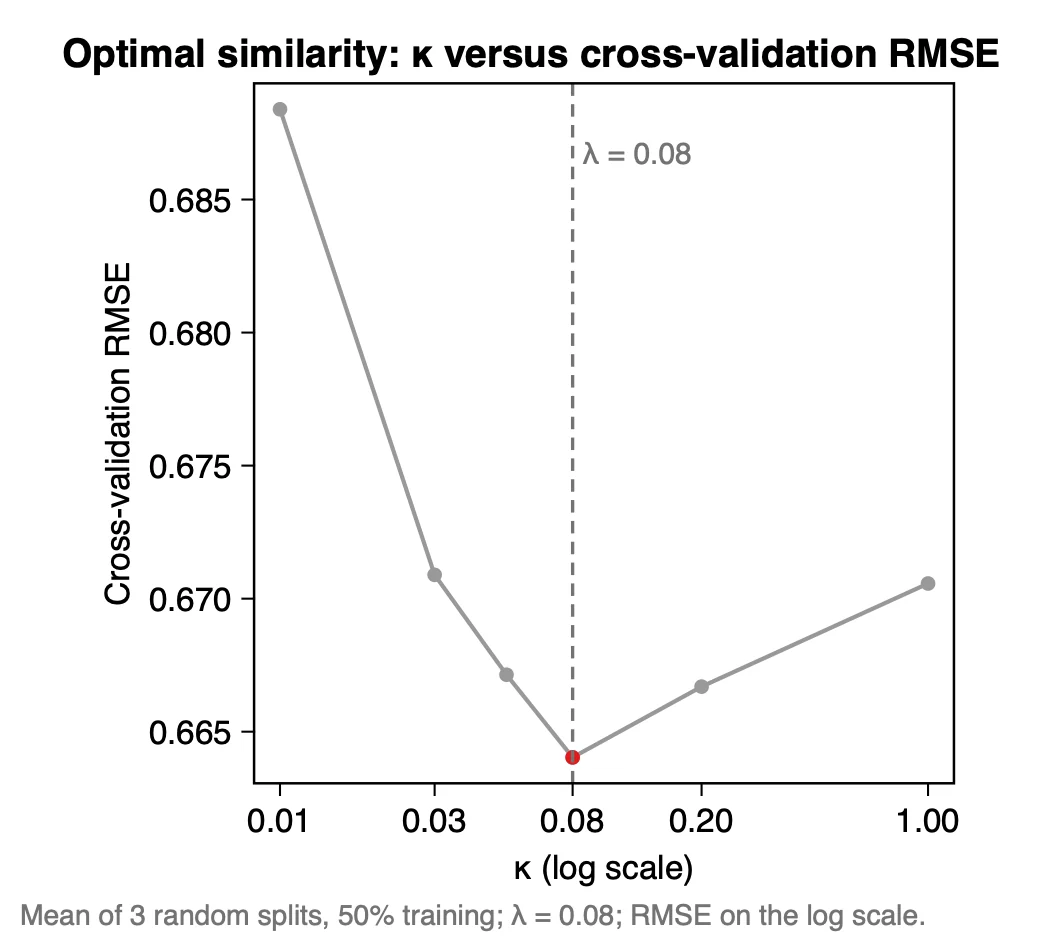 Optimal similarity: κ versus cross-validation RMSE
λ = 0.08
0.685
0.680
0.675
0.670
0.665
Cross-validation RMSE
0.01 0.03 0.08 0.20 1.00
κ (log scale)
Mean of 3 random splits, 50% training; λ = 0.08; RMSE on the log scale.